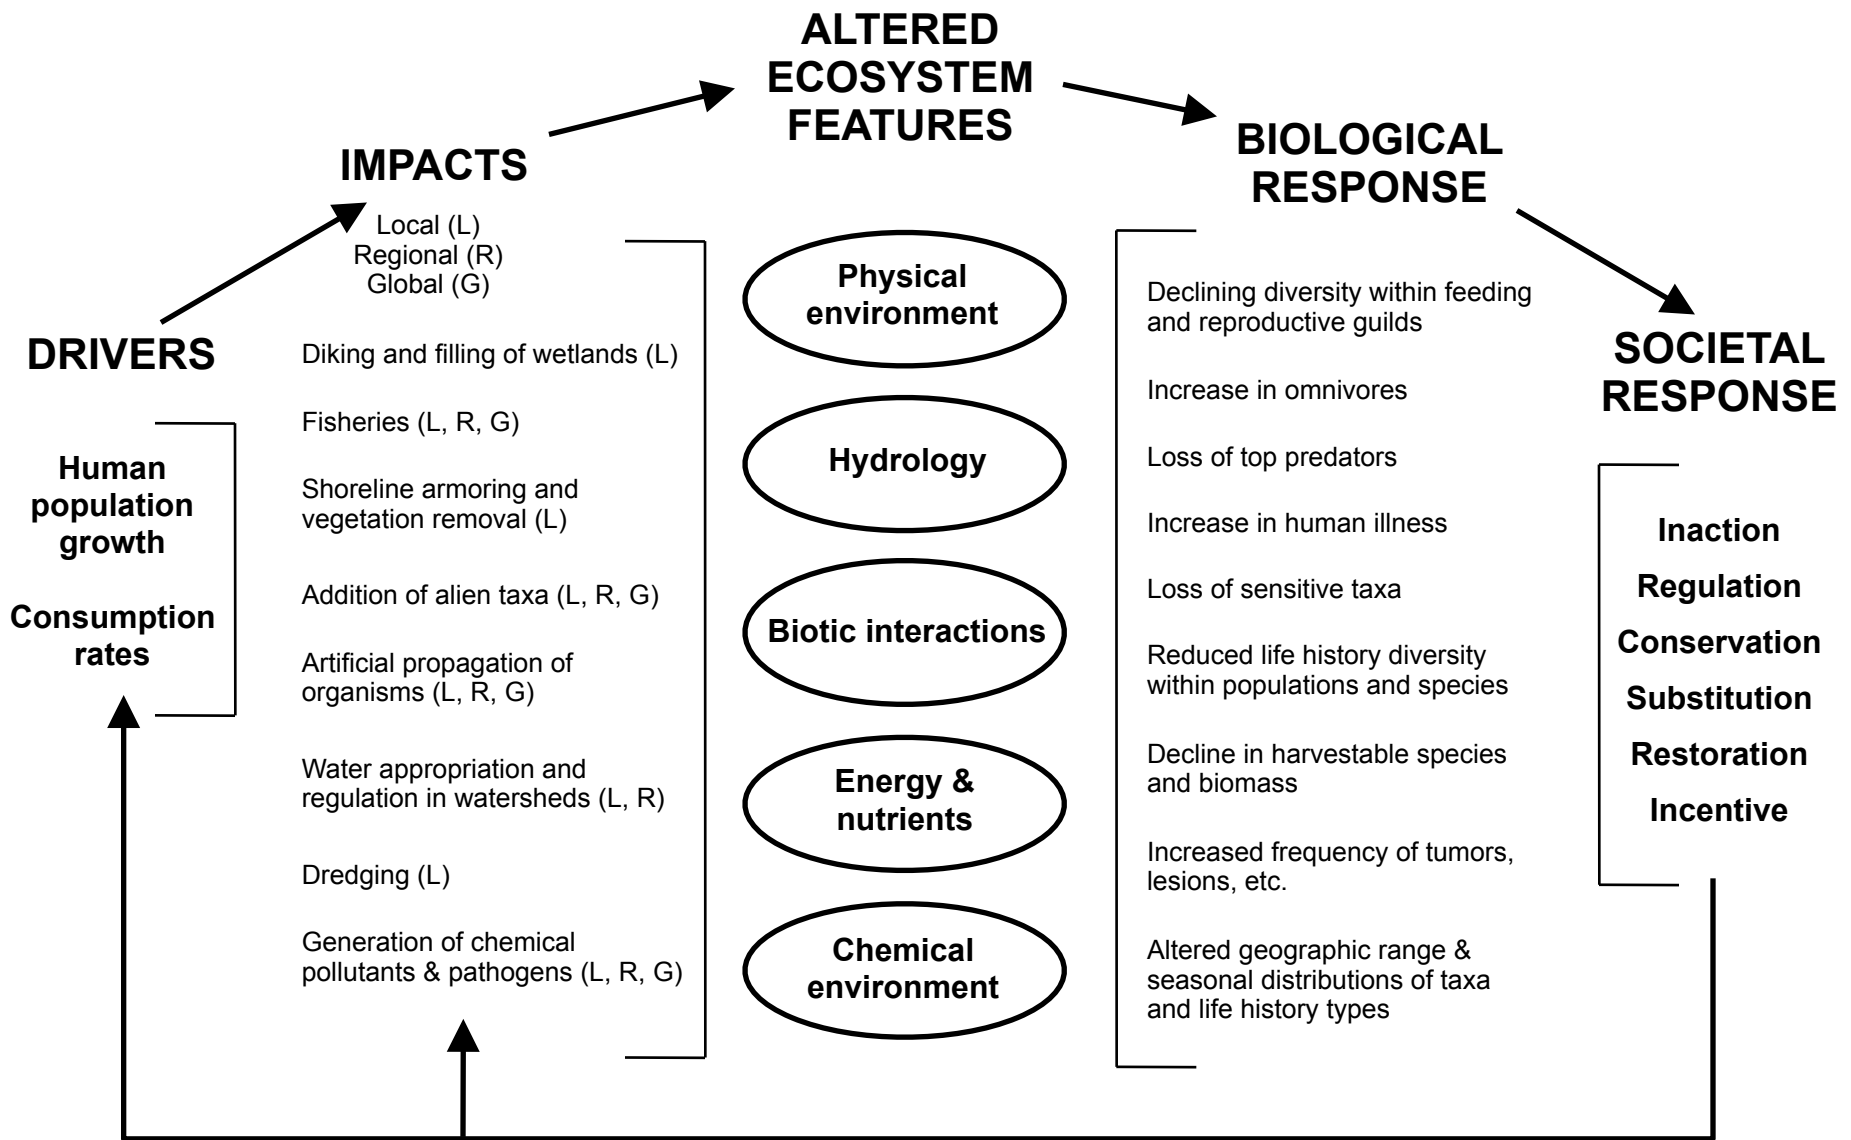 DRIVERS
Human
population
growth
Consumption
rates
IMPACTS
Local (L)
Regional (R)
Global (G)
Diking and filling of wetlands (L)
Fisheries (L, R, G)
Shoreline armoring and
vegetation removal (L)
Addition of alien taxa (L, R, G)
Artificial propagation of
organisms (L, R, G)
Water appropriation and
regulation in watersheds (L, R)
Dredging (L)
Generation of chemical
pollutants & pathogens (L, R, G)
ALTERED
ECOSYSTEM
FEATURES
Physical
environment
Hydrology
Biotic interactions
Energy &
nutrients
Chemical
environment
BIOLOGICAL
RESPONSE
Declining diversity within feeding
and reproductive guilds
Increase in omnivores
Loss of top predators
Increase in human illness
Loss of sensitive taxa
Reduced life history diversity
within populations and species
Decline in harvestable species
and biomass
Increased frequency of tumors,
lesions, etc.
Altered geographic range &
seasonal distributions of taxa
and life history types
SOCIETAL
RESPONSE
Inaction
Regulation
Conservation
Substitution
Restoration
Incentive